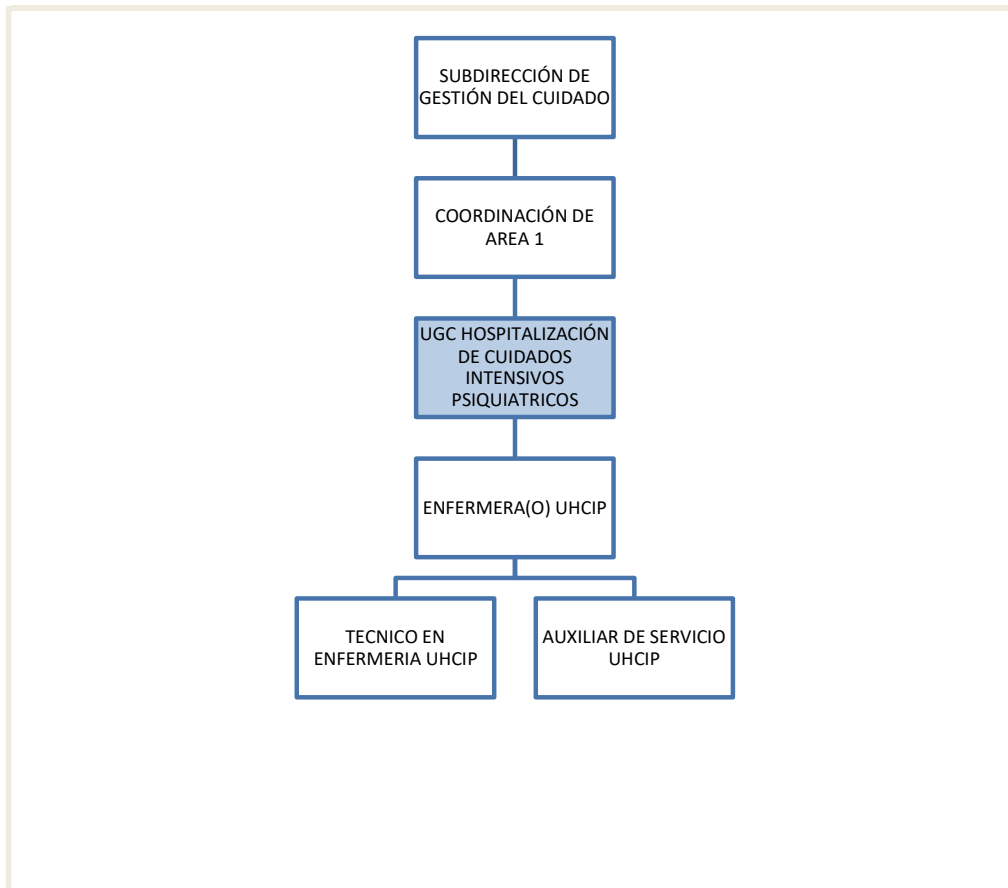 SUBDIRECCIÓN DE
GESTIÓN DEL CUIDADO
COORDINACIÓN DE
AREA 1
UGC HOSPITALIZACIÓN
DE CUIDADOS
INTENSIVOS
PSIQUIATRICOS
ENFERMERA(O) UHCIP
TECNICO EN
ENFERMERIA UHCIP
AUXILIAR DE SERVICIO
UHCIP